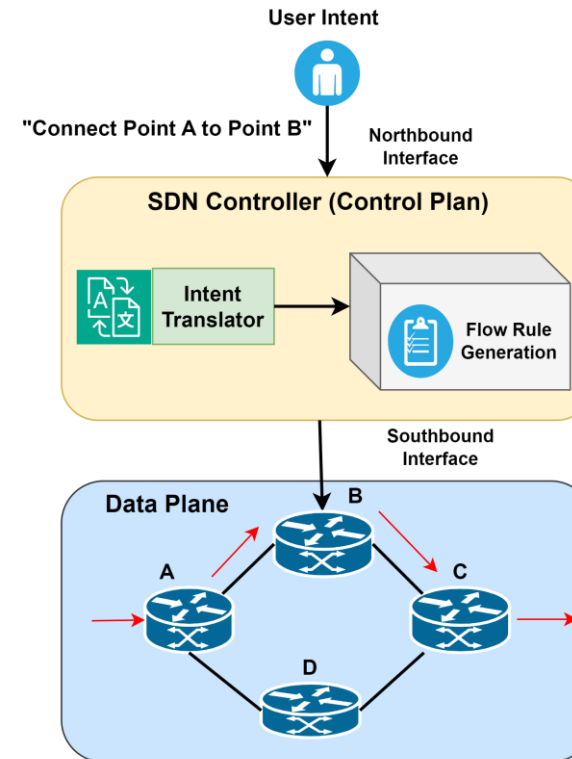 User Intent
"Connect Point A to Point B"
Northbound
Interface
SDN Controller (Control Plan)
A
文
Intent
Translator
Flow Rule
Generation
Southbound
Interface
Data Plane
B
A
C
D